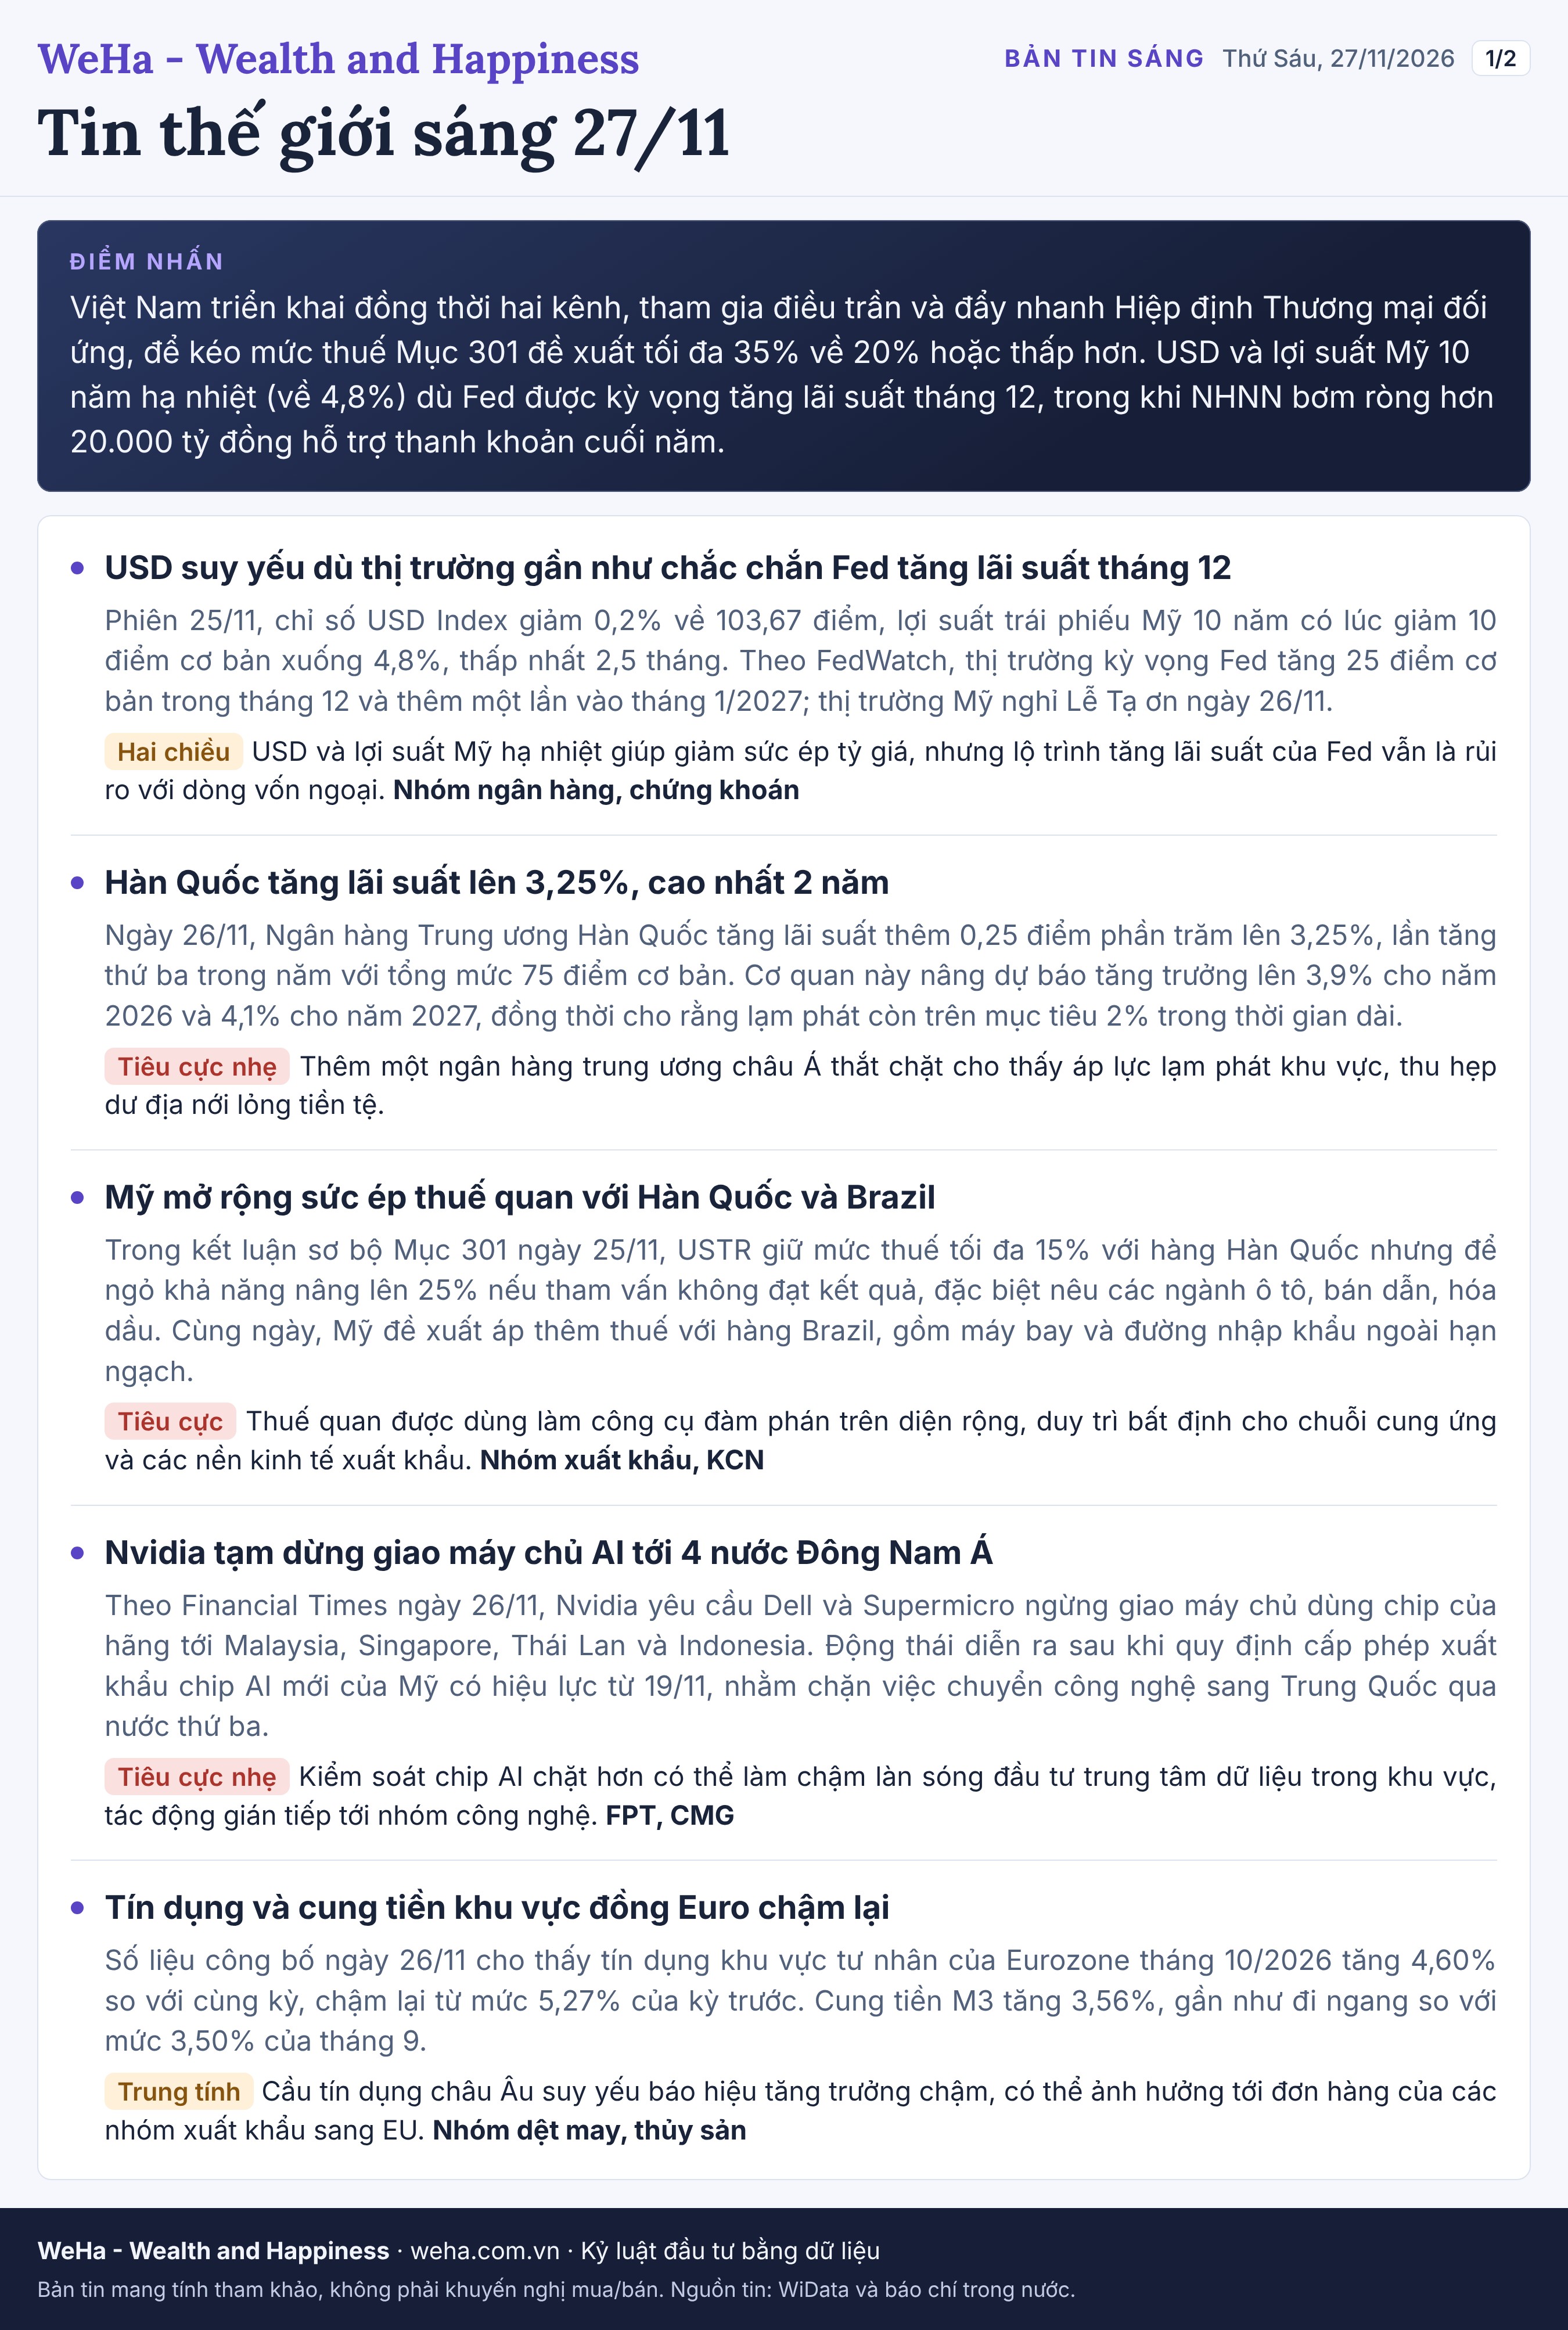 WeHa - Wealth and Happiness
BẢN TIN SÁNG Thứ Sáu, 27/11/2026 1/2
Tin thế giới sáng 27/11
ĐIỂM NHẤN
Việt Nam triển khai đồng thời hai kênh, tham gia điều trần và đẩy nhanh Hiệp định Thương mại đối
ứng, để kéo mức thuế Mục 301 đề xuất tối đa 35% về 20% hoặc thấp hơn. USD và lợi suất Mỹ 10
năm hạ nhiệt (về 4,8%) dù Fed được kỳ vọng tăng lãi suất tháng 12, trong khi NHNN bơm ròng hơn
20.000 tỷ đồng hỗ trợ thanh khoản cuối năm.
USD suy yếu dù thị trường gần như chắc chắn Fed tăng lãi suất tháng 12
Phiên 25/11, chỉ số USD Index giảm 0,2% về 103,67 điểm, lợi suất trái phiếu Mỹ 10 năm có lúc giảm 10
điểm cơ bản xuống 4,8%, thấp nhất 2,5 tháng. Theo FedWatch, thị trường kỳ vọng Fed tăng 25 điểm cơ
bản trong tháng 12 và thêm một lần vào tháng 1/2027; thị trường Mỹ nghỉ Lễ Tạ ơn ngày 26/11.
Hai chiều USD và lợi suất Mỹ hạ nhiệt giúp giảm sức ép tỷ giá, nhưng lộ trình tăng lãi suất của Fed vẫn là rủi
ro với dòng vốn ngoại. Nhóm ngân hàng, chứng khoán
Hàn Quốc tăng lãi suất lên 3,25%, cao nhất 2 năm
Ngày 26/11, Ngân hàng Trung ương Hàn Quốc tăng lãi suất thêm 0,25 điểm phần trăm lên 3,25%, lần tăng
thứ ba trong năm với tổng mức 75 điểm cơ bản. Cơ quan này nâng dự báo tăng trưởng lên 3,9% cho năm
2026 và 4,1% cho năm 2027, đồng thời cho rằng lạm phát còn trên mục tiêu 2% trong thời gian dài.
Tiêu cực nhẹ Thêm một ngân hàng trung ương châu Á thắt chặt cho thấy áp lực lạm phát khu vực, thu hẹp
dư địa nới lỏng tiền tệ.
Mỹ mở rộng sức ép thuế quan với Hàn Quốc và Brazil
Trong kết luận sơ bộ Mục 301 ngày 25/11, USTR giữ mức thuế tối đa 15% với hàng Hàn Quốc nhưng để
ngỏ khả năng nâng lên 25% nếu tham vấn không đạt kết quả, đặc biệt nêu các ngành ô tô, bán dẫn, hóa
dầu. Cùng ngày, Mỹ đề xuất áp thêm thuế với hàng Brazil, gồm máy bay và đường nhập khẩu ngoài hạn
ngạch.
Tiêu cực Thuế quan được dùng làm công cụ đàm phán trên diện rộng, duy trì bất định cho chuỗi cung ứng
và các nền kinh tế xuất khẩu. Nhóm xuất khẩu, KCN
Nvidia tạm dừng giao máy chủ AI tới 4 nước Đông Nam Á
Theo Financial Times ngày 26/11, Nvidia yêu cầu Dell và Supermicro ngừng giao máy chủ dùng chip của
hãng tới Malaysia, Singapore, Thái Lan và Indonesia. Động thái diễn ra sau khi quy định cấp phép xuất
khẩu chip AI mới của Mỹ có hiệu lực từ 19/11, nhằm chặn việc chuyển công nghệ sang Trung Quốc qua
nước thứ ba.
Tiêu cực nhẹ Kiểm soát chip AI chặt hơn có thể làm chậm làn sóng đầu tư trung tâm dữ liệu trong khu vực,
tác động gián tiếp tới nhóm công nghệ. FPT, CMG
Tín dụng và cung tiền khu vực đồng Euro chậm lại
Số liệu công bố ngày 26/11 cho thấy tín dụng khu vực tư nhân của Eurozone tháng 10/2026 tăng 4,60%
so với cùng kỳ, chậm lại từ mức 5,27% của kỳ trước. Cung tiền M3 tăng 3,56%, gần như đi ngang so với
mức 3,50% của tháng 9.
Trung tính Cầu tín dụng châu Âu suy yếu báo hiệu tăng trưởng chậm, có thể ảnh hưởng tới đơn hàng của các
nhóm xuất khẩu sang EU. Nhóm dệt may, thủy sản
WeHa - Wealth and Happiness · weha.com.vn · Kỷ luật đầu tư bằng dữ liệu
Bản tin mang tính tham khảo, không phải khuyến nghị mua/bán. Nguồn tin: WiData và báo chí trong nước.